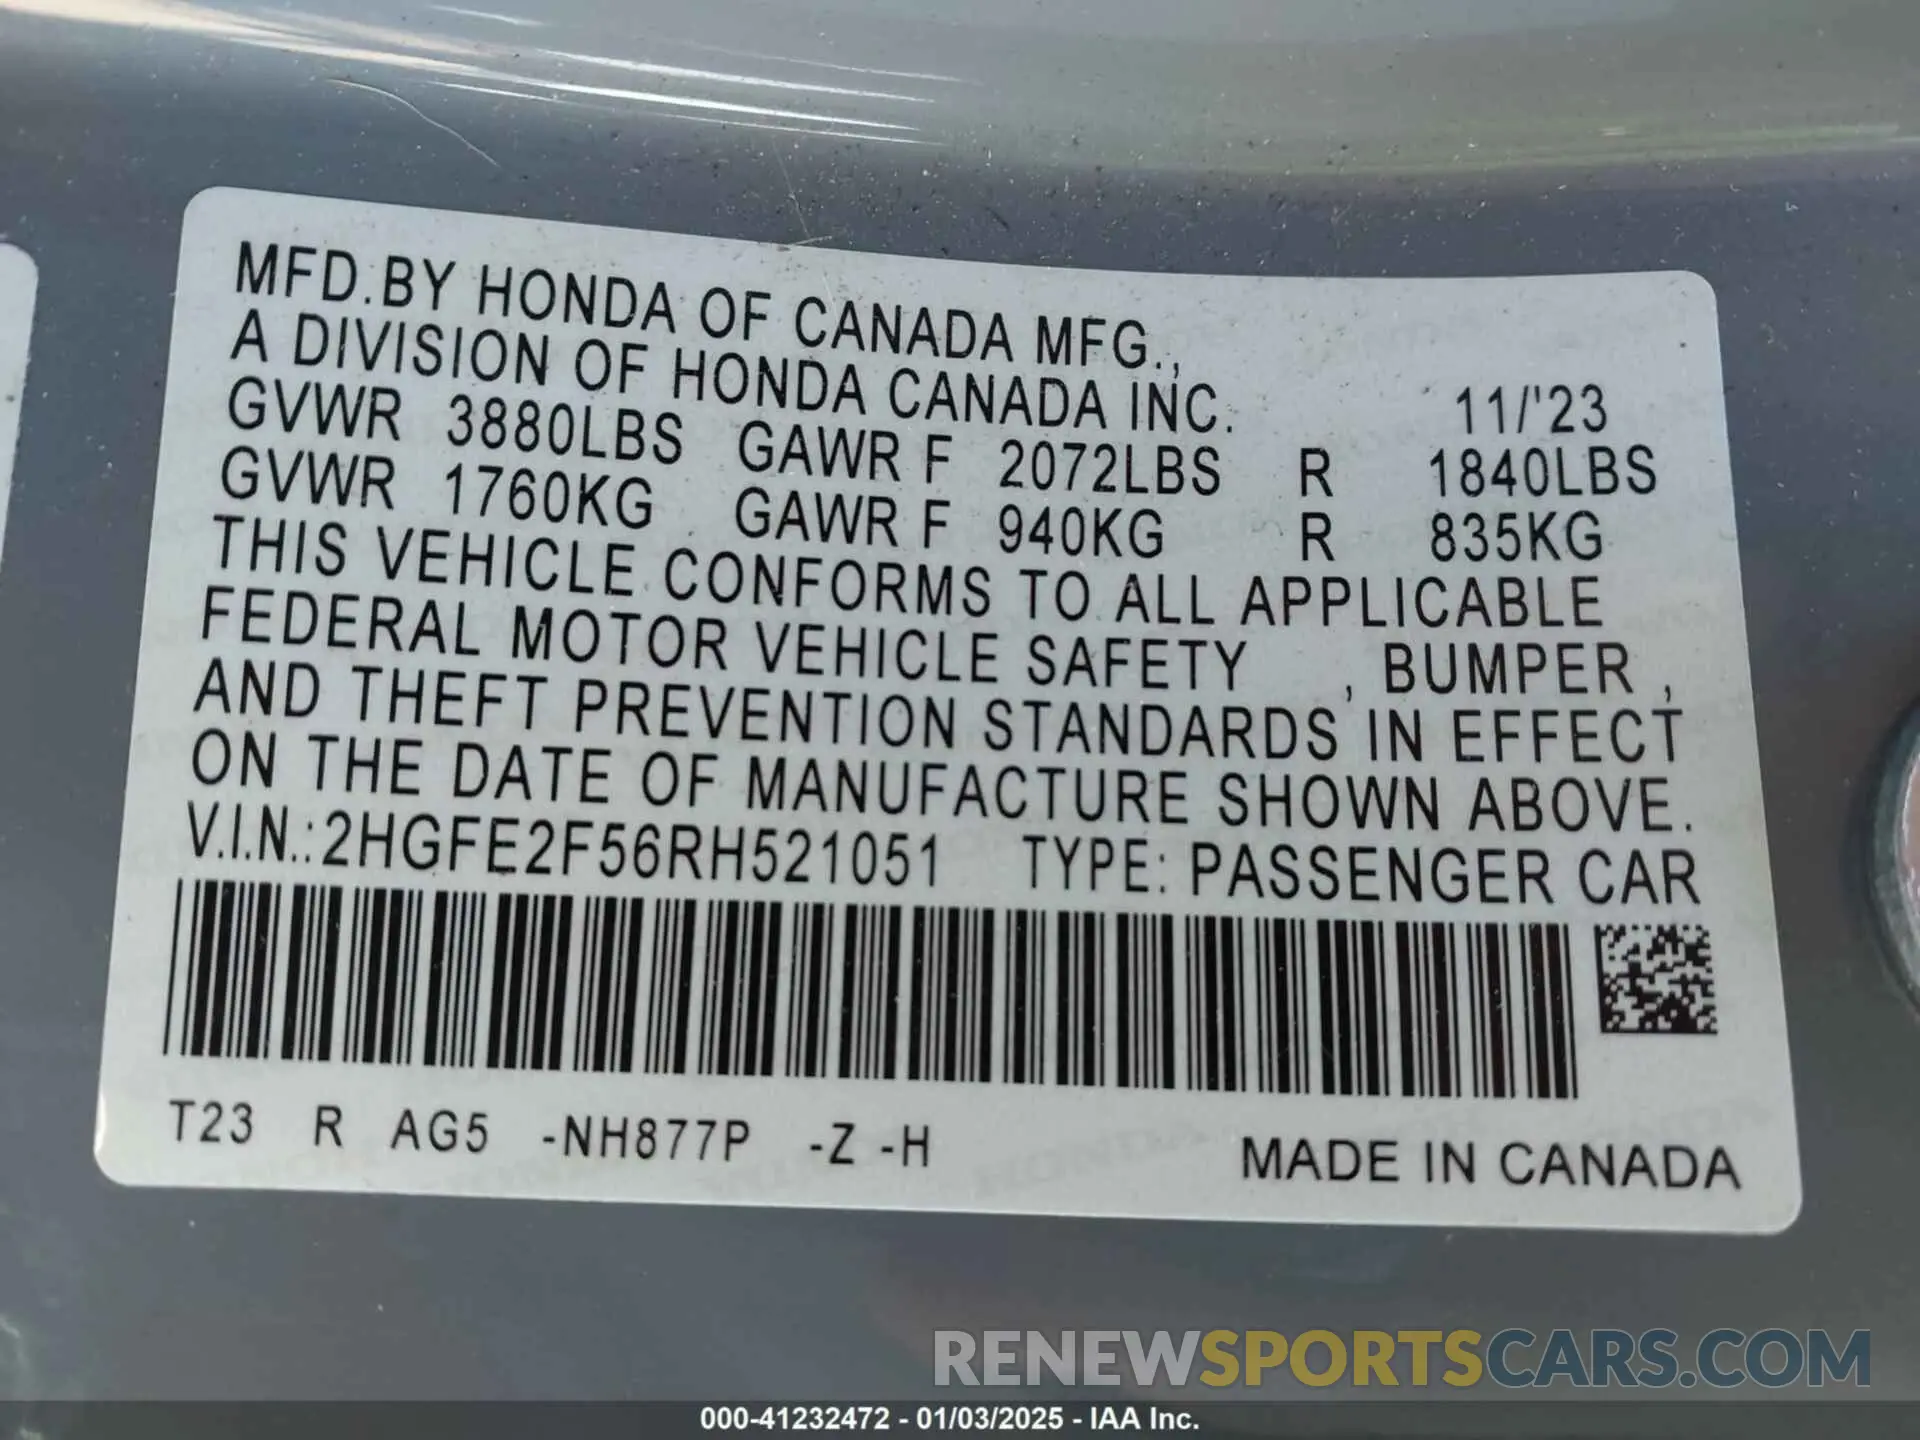 MFD.BY HONDA OF CANADA MFG.,
A DIVISION OF HONDA CANADA INC. 11/'23
GVWR 3880LBS GAWR F 2072LBS R 1840LBS
GVWR 1760KG GAWR F 940KG R 835KG
THIS VEHICLE CONFORMS TO ALL APPLICABLE
FEDERAL MOTOR VEHICLE SAFETY , BUMPER ,
AND THEFT PREVENTION STANDARDS IN EFFECT
ON THE DATE OF MANUFACTURE SHOWN ABOVE.
V.I.N.:2HGFE2F56RH521051 TYPE: PASSENGER CAR
T23 R AG5 -NH877P -Z -H
MADE IN CANADA
RENEWSPORTSCARS.COM
000-41232472 - 01/03/2025 - IAA Inc.